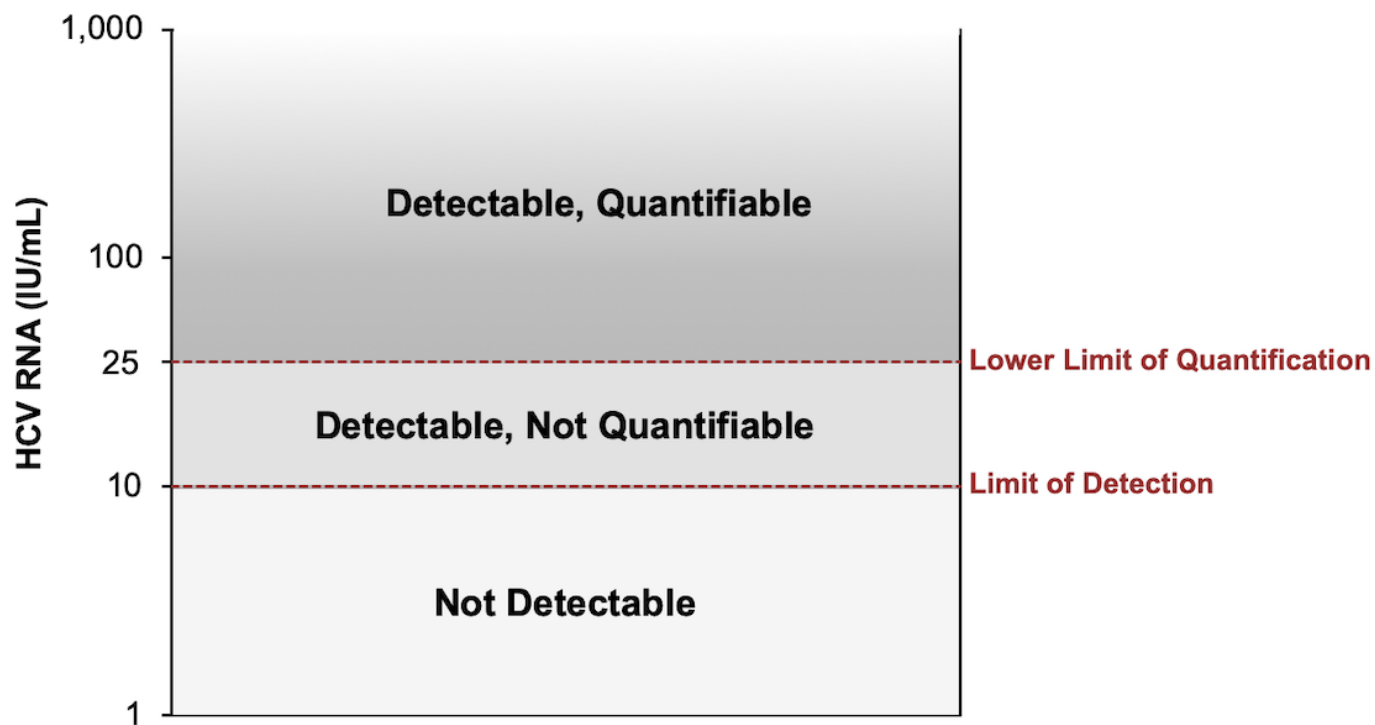 1,000
Detectable, Quantifiable
HCV RNA (IU/mL)
100
25
Lower Limit of Quantification
Detectable, Not Quantifiable
10
Limit of Detection
Not Detectable
1